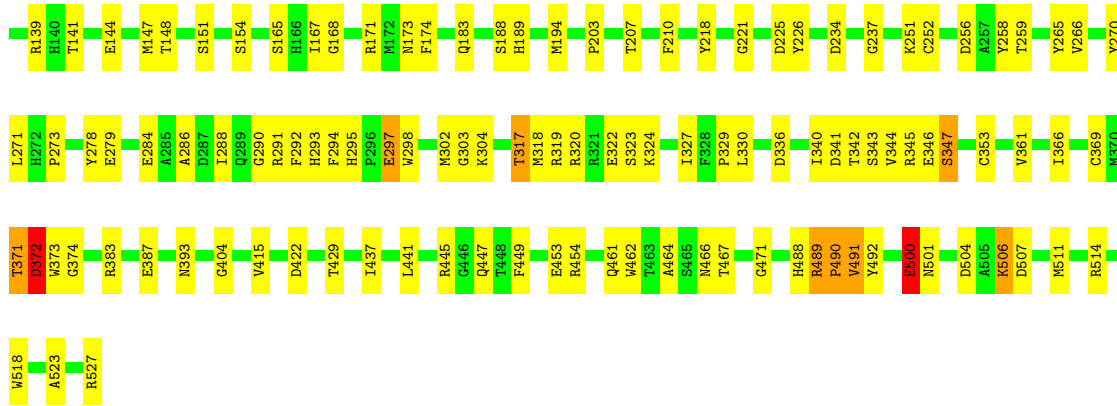 R139 H140 T141 E144 M147 T148 S151 S154 S165 H166 I167 G168 R171 M172 N173 F174 Q183 S188 H189 M194 P203 T207 F210 Y218 G221 D225 Y226 D234 G237 K251 C252 D256 A257 Y258 T259 Y265 V266 Y270
L271 H272 P273 Y278 E279 E284 A285 A286 D287 I288 Q289 G290 R291 F292 H293 F294 H295 P296 E297 W298 M302 G303 K304 T317 M318 R319 R320 R321 E322 S323 K324 I327 F328 P329 L330 D336 I340 D341 T342 S343 V344 R345 E346 S347 C353 V361 I366 C369 M370
T371 D372 W373 G374 R383 E387 N393 G404 V415 D422 T429 I437 L441 R445 G446 Q447 T448 F449 E453 R454 Q461 W462 T463 A464 S465 N466 T467 G471 H488 R489 P490 V491 Y492 E500 N501 D504 A505 K506 D507 M511 R514
W518 A523 R527